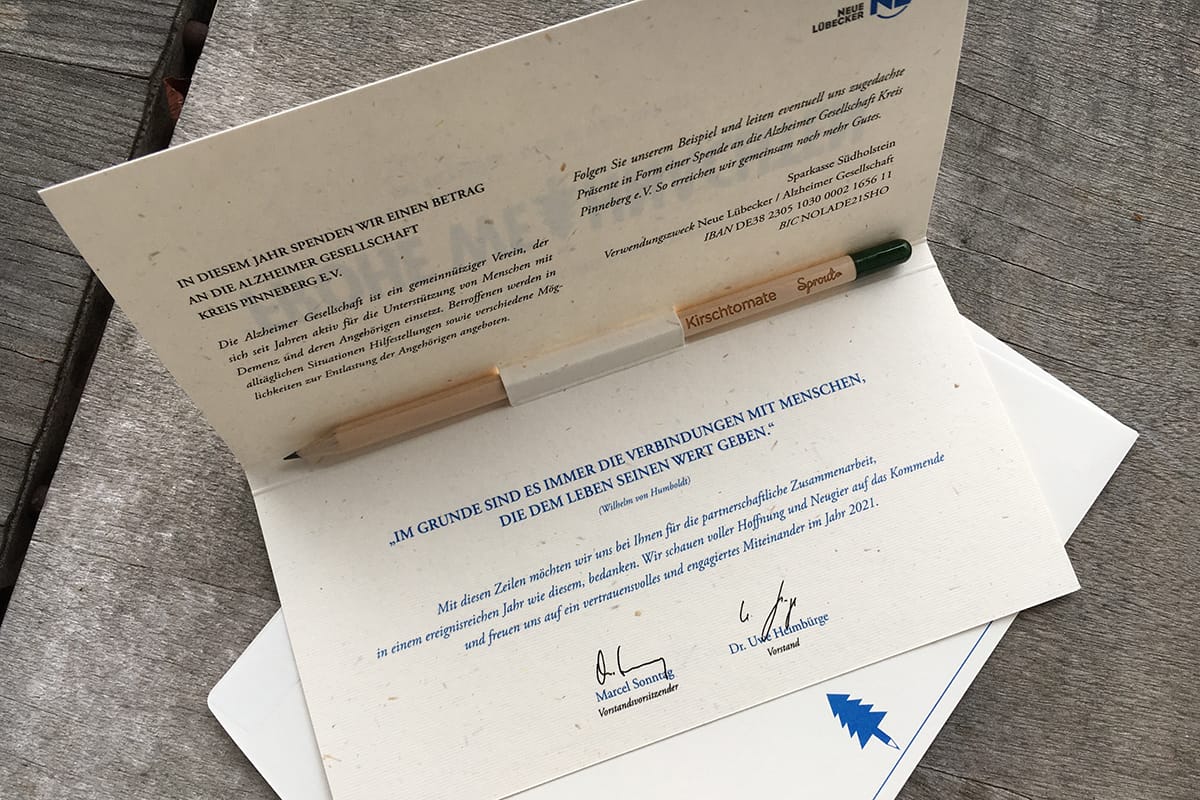 NEUE
LÜBECKER
NL
IN DIESEM JAHR SPENDEN WIR EINEN BETRAG
AN DIE ALZHEIMER GESELLSCHAFT
KREIS PINNEBERG E.V.
Die Alzheimer Gesellschaft ist ein gemeinnütziger Verein, der
sich seit Jahren aktiv für die Unterstützung von Menschen mit
Demenz und deren Angehörigen einsetzt. Betroffenen werden in
alltäglichen Situationen Hilfestellungen sowie verschiedene Mög-
lichkeiten zur Entlastung der Angehörigen angeboten.
Folgen Sie unserem Beispiel und leiten eventuell uns zugedachte
Präsente in Form einer Spende an die Alzheimer Gesellschaft Kreis
Pinneberg e.V. So erreichen wir gemeinsam noch mehr Gutes.
Sparkasse Südholstein
Verwendungszweck Neue Lübecker / Alzheimer Gesellschaft
IBAN DE38 2305 1030 0002 1656 11
BIC NOLADE21SHO
Kirschtomate Sprout
„IM GRUNDE SIND ES IMMER DIE VERBINDUNGEN MIT MENSCHEN,
DIE DEM LEBEN SEINEN WERT GEBEN.“
(Wilhelm von Humboldt)
Mit diesen Zeilen möchten wir uns bei Ihnen für die partnerschaftliche Zusammenarbeit,
in einem ereignisreichen Jahr wie diesem, bedanken. Wir schauen voller Hoffnung und Neugier auf das Kommende
und freuen uns auf ein vertrauensvolles und engagiertes Miteinander im Jahr 2021.
Marcel Sonntag
Vorstandsvorsitzender
Dr. Uwe Heimbürge
Vorstand